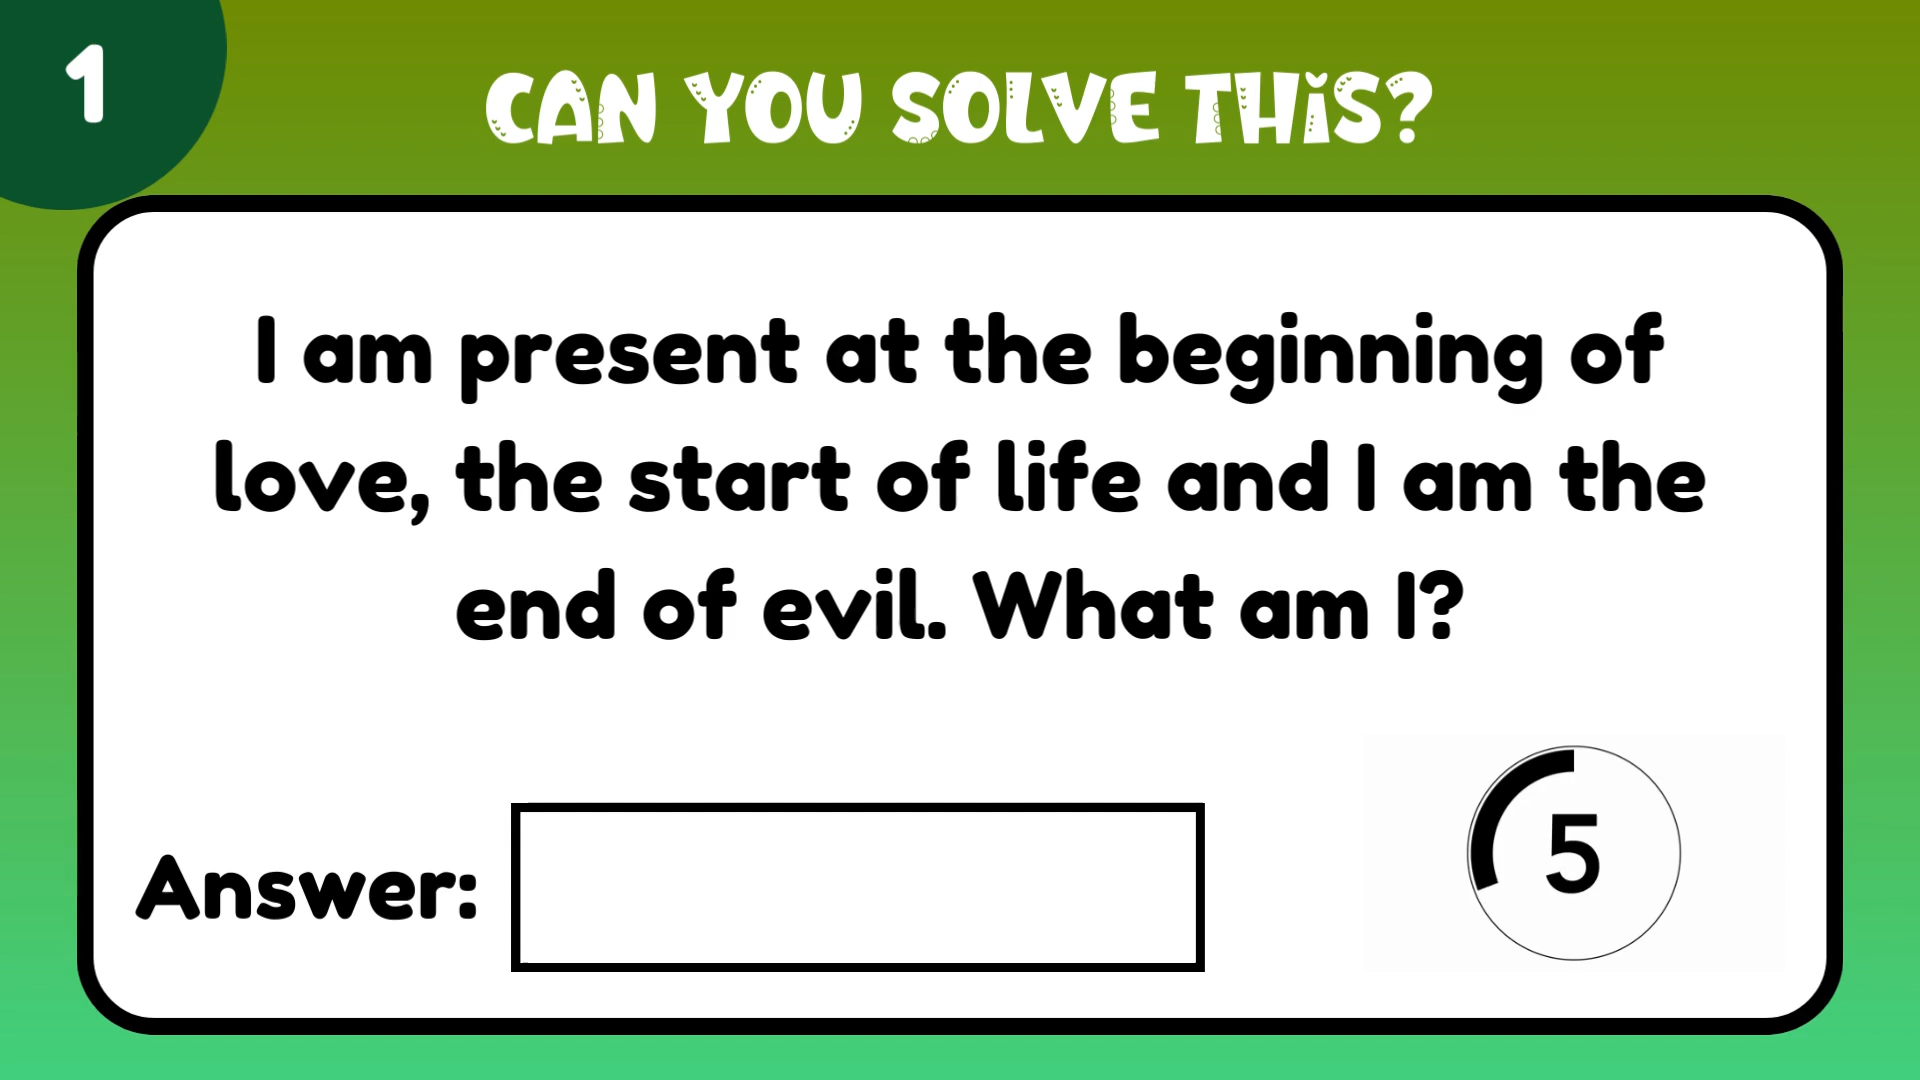 1
CAN YOU SOLVE THiS?
I am present at the beginning of
love, the start of life and I am the
end of evil. What am I?
Answer:
5